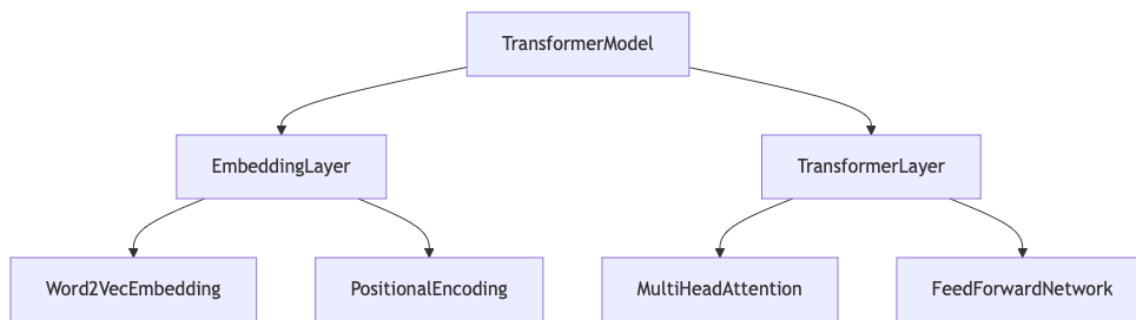 TransformerModel
EmbeddingLayer
TransformerLayer
Word2VecEmbedding
PositionalEncoding
MultiHeadAttention
FeedForwardNetwork